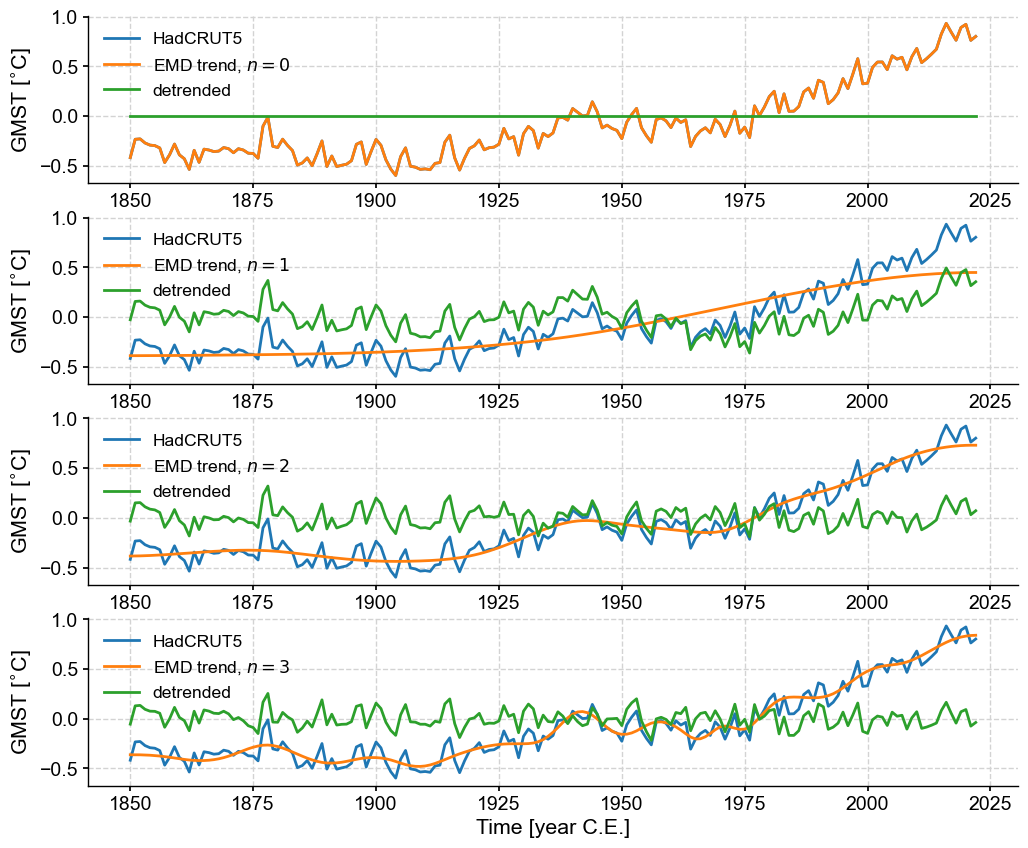 1.0
0.5
0.0
−0.5
GMST [°C]
HadCRUT5
EMD trend, n = 0
detrended
1850 1875 1900 1925 1950 1975 2000 2025
1.0
0.5
0.0
−0.5
GMST [°C]
HadCRUT5
EMD trend, n = 1
detrended
1850 1875 1900 1925 1950 1975 2000 2025
1.0
0.5
0.0
−0.5
GMST [°C]
HadCRUT5
EMD trend, n = 2
detrended
1850 1875 1900 1925 1950 1975 2000 2025
1.0
0.5
0.0
−0.5
GMST [°C]
HadCRUT5
EMD trend, n = 3
detrended
1850 1875 1900 1925 1950 1975 2000 2025
Time [year C.E.]